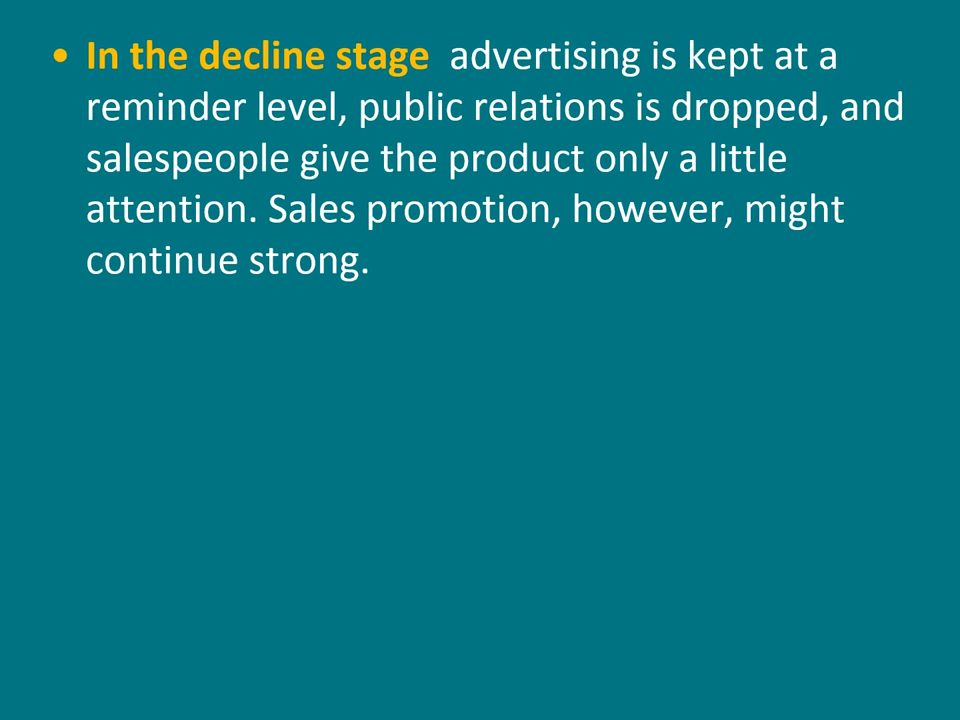 • In the decline stage  advertising is kept at a
reminder level, public relations is dropped, and
salespeople give the product only a little
attention. Sales promotion, however, might
continue strong.